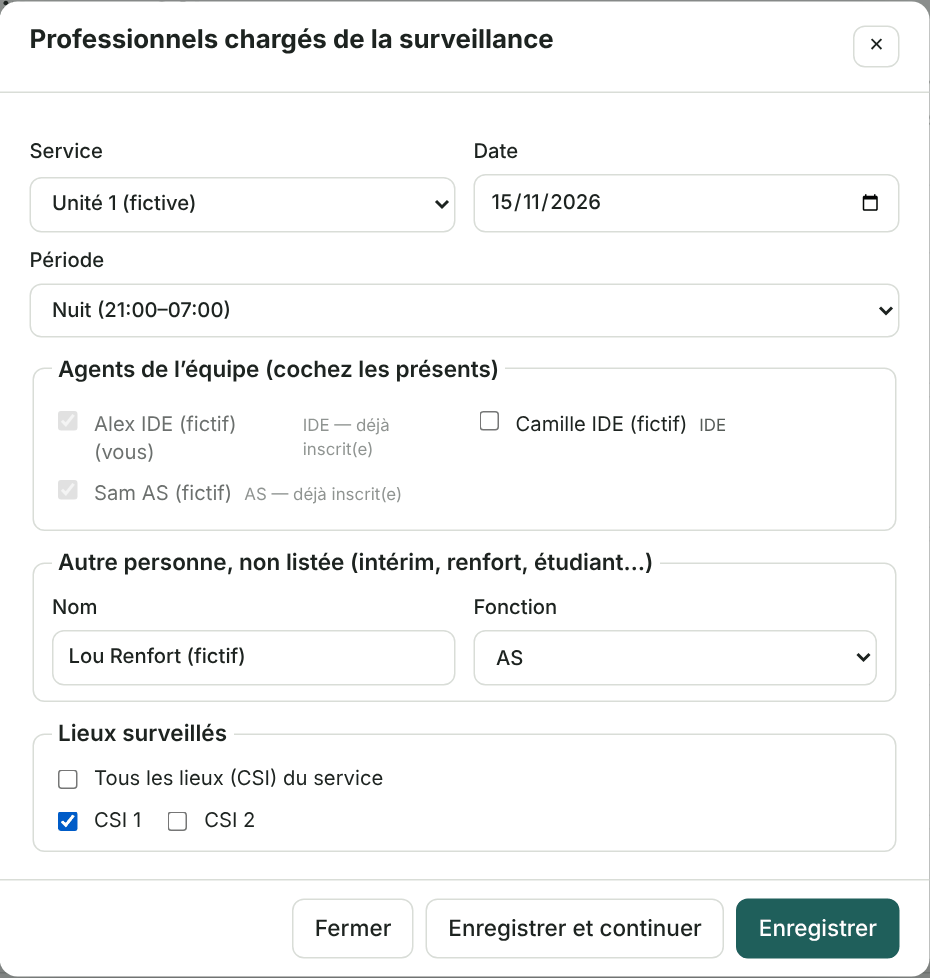 Professionnels chargés de la surveillance
×
Service
Date
Unité 1 (fictive)
15/11/2026
Période
Nuit (21:00–07:00)
Agents de l’équipe (cochez les présents)
Alex IDE (fictif)
(vous)
IDE — déjà
inscrit(e)
Camille IDE (fictif) IDE
Sam AS (fictif) AS — déjà inscrit(e)
Autre personne, non listée (intérim, renfort, étudiant…)
Nom
Fonction
Lou Renfort (fictif)
AS
Lieux surveillés
Tous les lieux (CSI) du service
CSI 1
CSI 2
Fermer
Enregistrer et continuer
Enregistrer